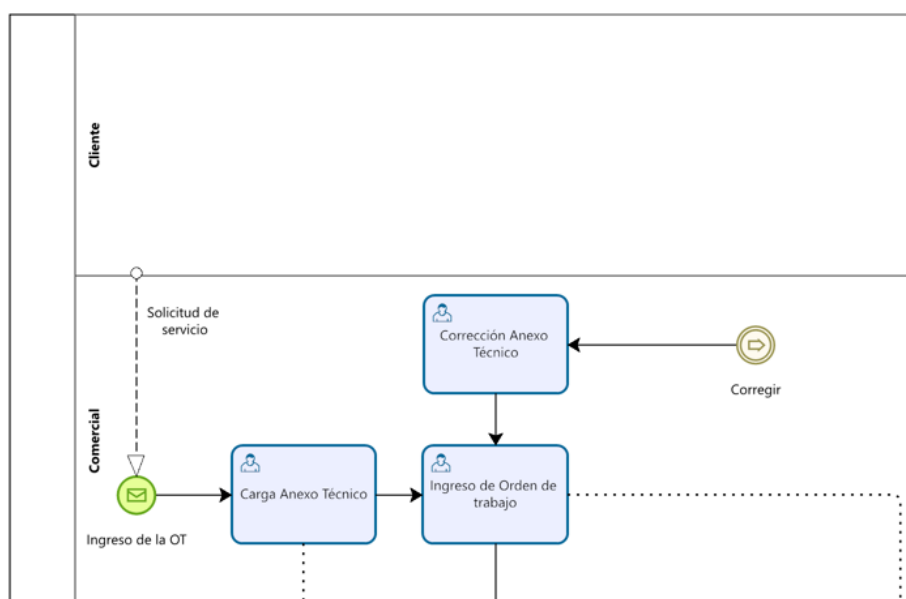 Cliente
Solicitud de
servicio
Corrección Anexo
Técnico
Corregir
Comercial
Carga Anexo Técnico
Ingreso de Orden de
trabajo
Ingreso de la OT